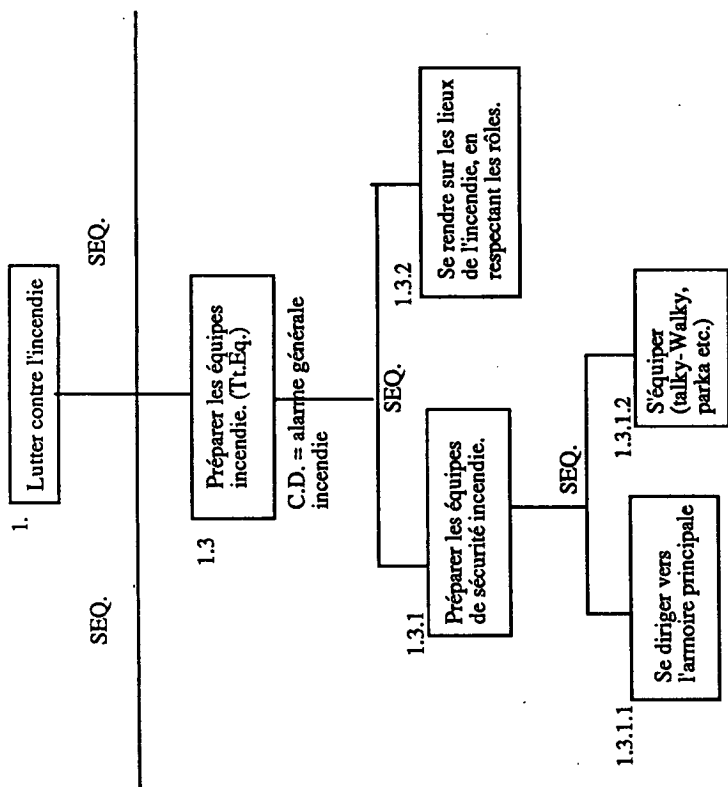 1.
Lutter contre l'incendie
SEQ.
SEQ.
1.3
Préparer les équipes
incendie. (Tt.Eq.)
C.D. = alarme générale
incendie
SEQ.
1.3.1
Préparer les équipes
de sécurité incendie.
1.3.2
Se rendre sur les lieux
de l'incendie, en
respectant les rôles.
SEQ.
1.3.1.1
Se diriger vers
l'armoire principale
1.3.1.2
S'équiper
(talky-Walky,
parka etc.)